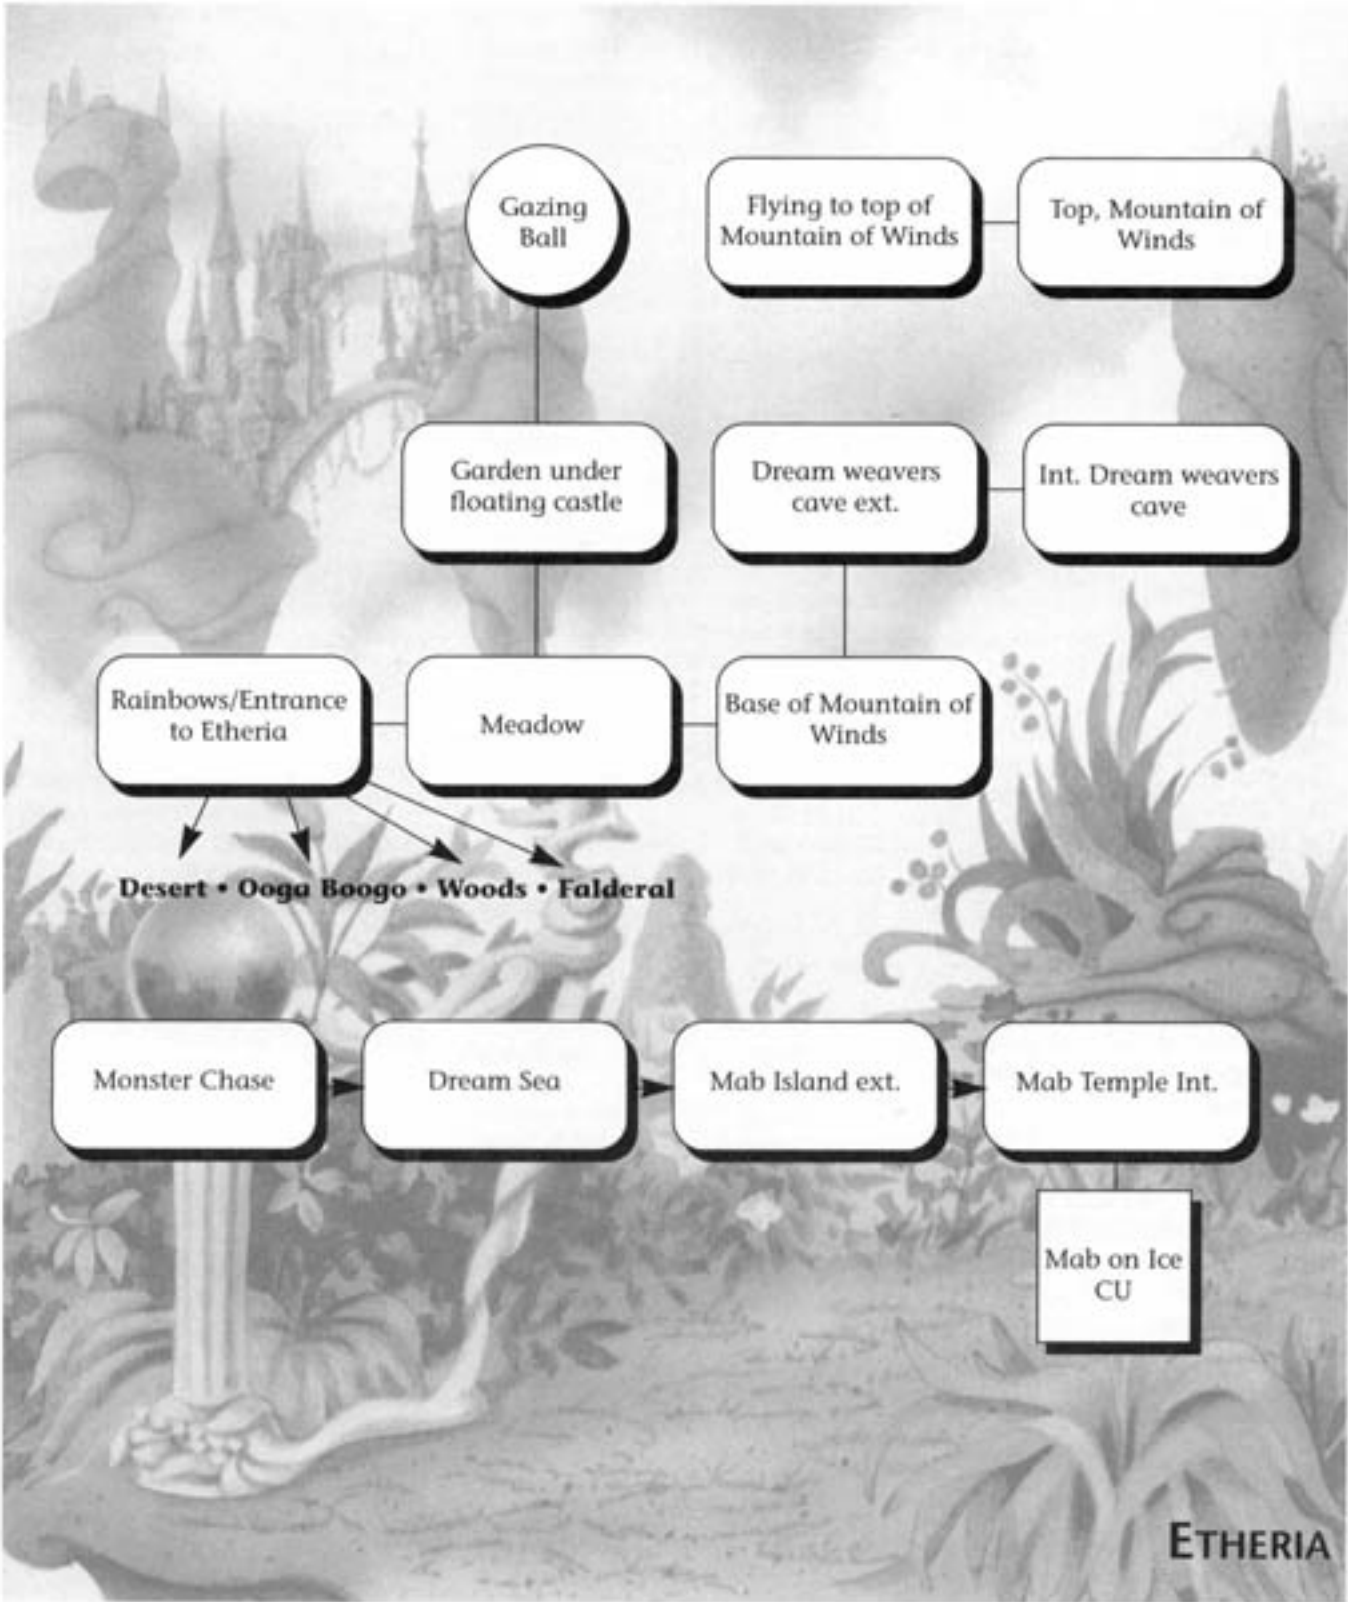 Gazing
Ball
Flying to top of
Mountain of Winds
Top, Mountain of
Winds
Garden under
floating castle
Dream weavers
cave ext.
Int. Dream weavers
cave
Rainbows/Entrance
to Etheria
Meadow
Base of Mountain of
Winds
Desert • Ooga Boogo • Woods • Falderal
Monster Chase
Dream Sea
Mab Island ext.
Mab Temple Int.
Mab on Ice
CU
ETHERIA